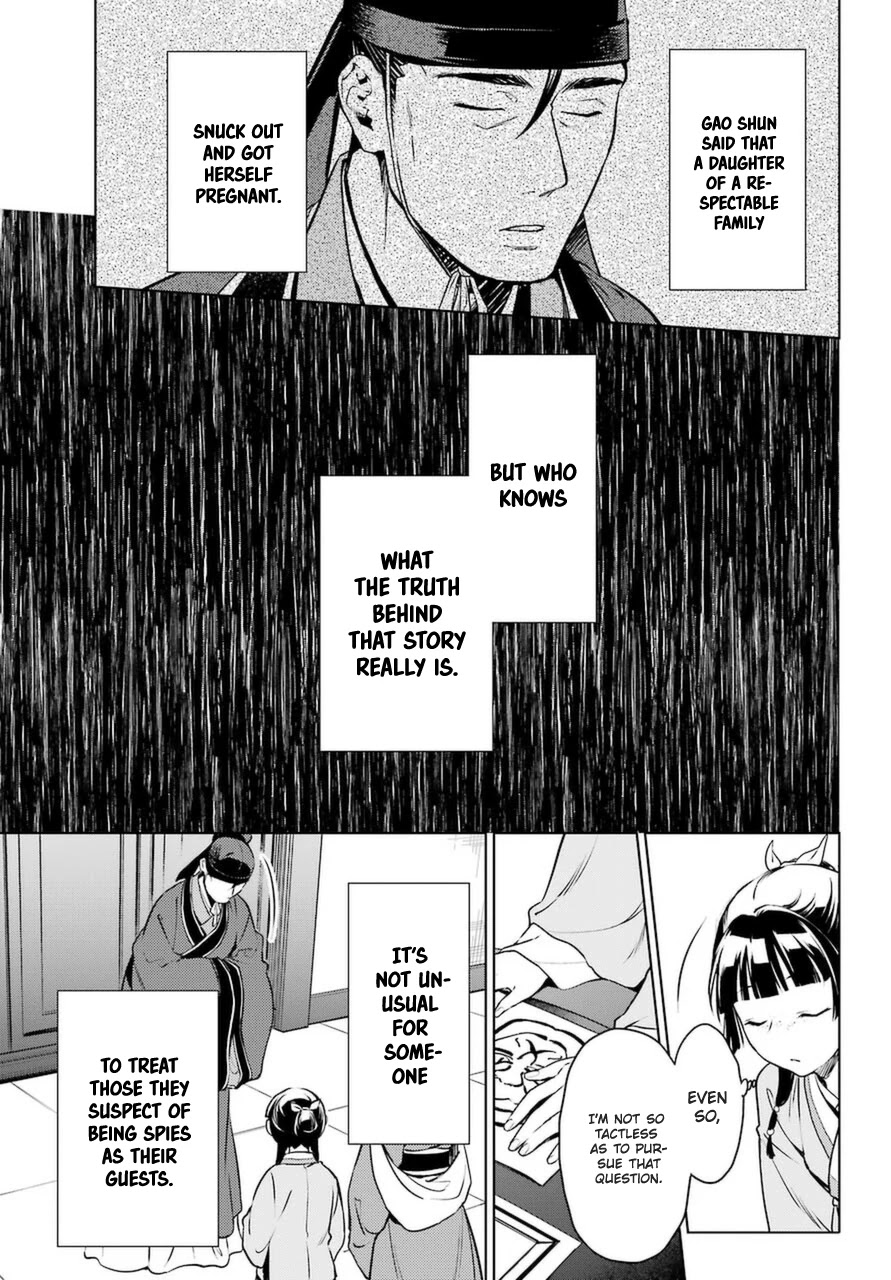 GAO SHUN
SAID THAT
A DAUGHTER
OF A RE-
SPECTABLE
FAMILY
SNUCK OUT
AND GOT
HERSELF
PREGNANT.
BUT WHO
KNOWS
WHAT
THE TRUTH
BEHIND
THAT STORY
REALLY IS.
EVEN
SO,
I'M NOT SO
TACTLESS
AS TO PUR-
SUE THAT
QUESTION.
IT'S
NOT UN-
USUAL
FOR
SOME-
ONE
TO TREAT
THOSE THEY
SUSPECT OF
BEING SPIES
AS THEIR
GUESTS.